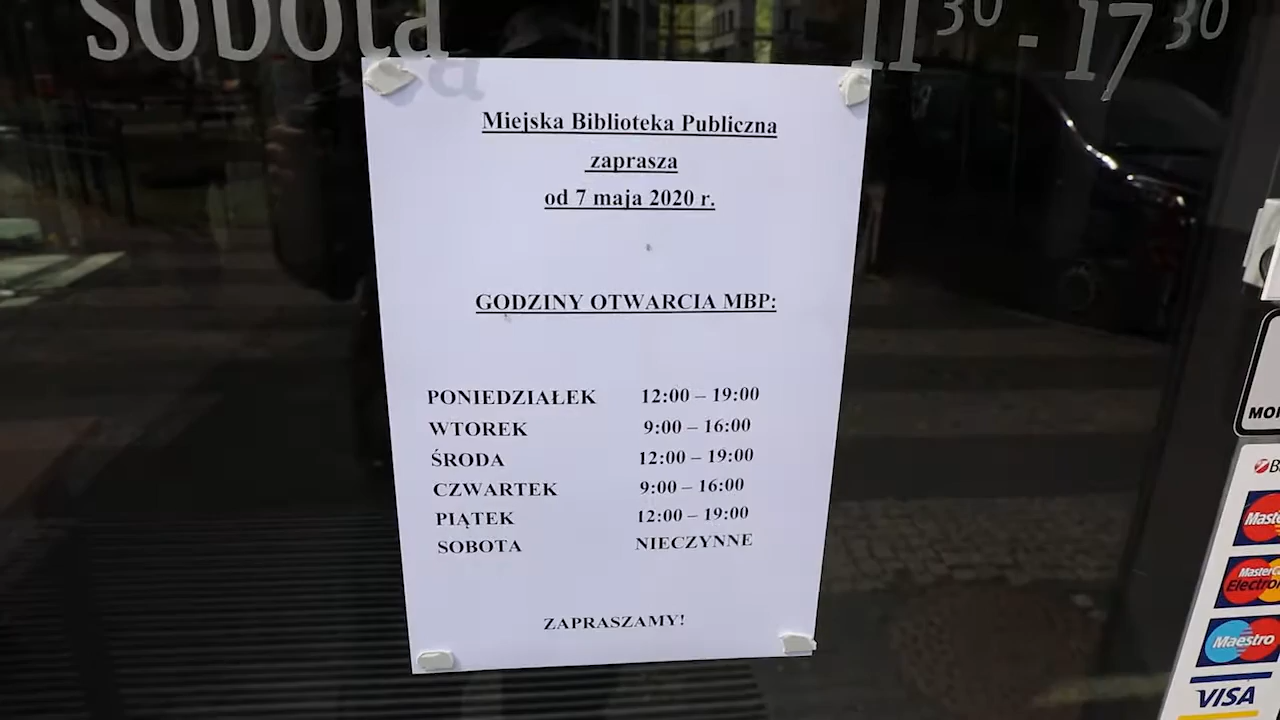 sobota 11³⁰ - 17³⁰
Miejska Biblioteka Publiczna
zaprasza
od 7 maja 2020 r.
GODZINY OTWARCIA MBP:
PONIEDZIAŁEK 12:00 – 19:00
WTOREK 9:00 – 16:00
ŚRODA 12:00 – 19:00
CZWARTEK 9:00 – 16:00
PIĄTEK 12:00 – 19:00
SOBOTA NIECZYNNE
ZAPRASZAMY!
Maestro
VISA